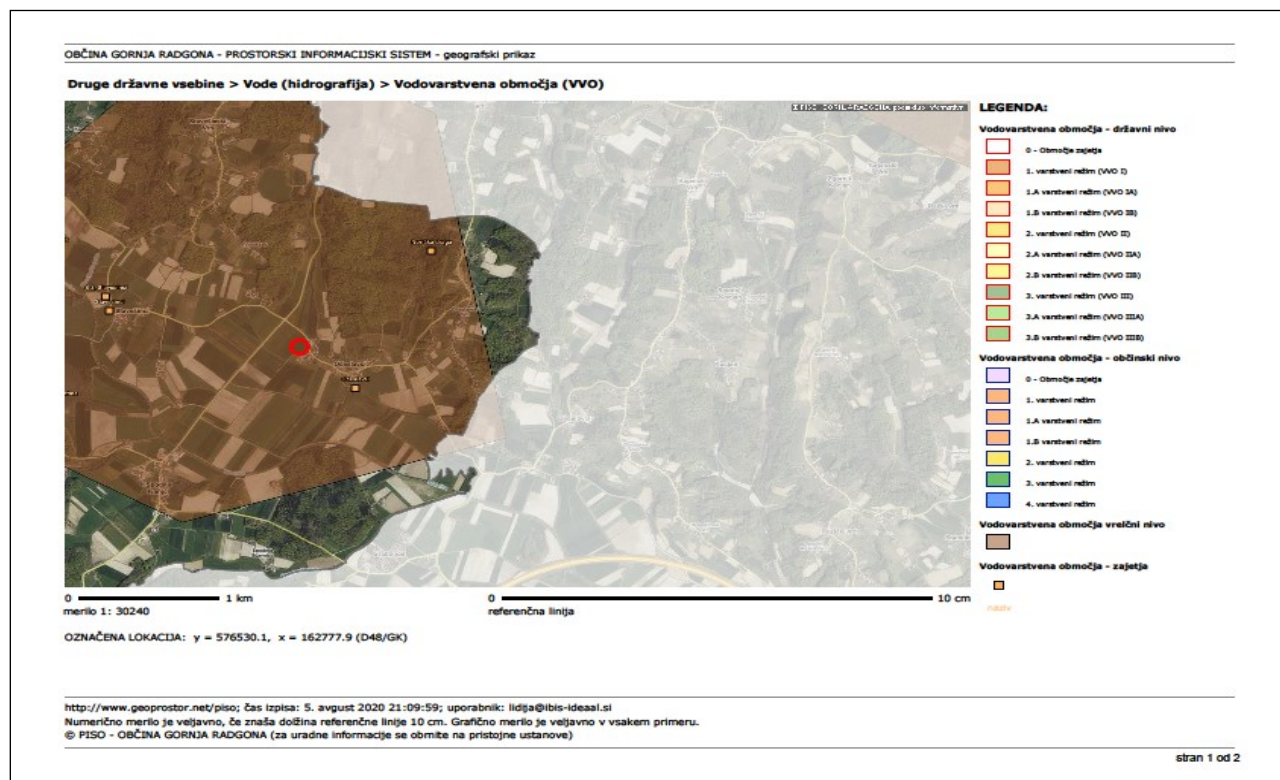 OBČINA GORNJA RADGONA - PROSTORSKI INFORMACIJSKI SISTEM - geografski prikaz
Druge državne vsebine > Vode (hidrografija) > Vodovarstvena območja (VVO)
LEGENDA:
Vodovarstvena območja - državni nivo
0 - Območje zajetja
1. varstveni režim (VVO I)
1.A varstveni režim (VVO IA)
1.B varstveni režim (VVO IB)
2. varstveni režim (VVO II)
2.A varstveni režim (VVO IIA)
2.B varstveni režim (VVO IIB)
3. varstveni režim (VVO III)
3.A varstveni režim (VVO IIIA)
3.B varstveni režim (VVO IIIB)
Vodovarstvena območja - občinski nivo
0 - Območje zajetja
1. varstveni režim
1.A varstveni režim
1.B varstveni režim
2. varstveni režim
3. varstveni režim
4. varstveni režim
Vodovarstvena območja vrelčni nivo
Vodovarstvena območja - zajetja
naziv
0 1 km
merilo 1: 30240
0 10 cm
referenčna linija
OZNAČENA LOKACIJA: y = 576530.1, x = 162777.9 (D48/GK)
http://www.geoprostor.net/piso; čas izpisa: 5. avgust 2020 21:09:59; uporabnik: lidija@ibis-ideaal.si
Numerično merilo je veljavno, če znaša dolžina referenčne linije 10 cm. Grafično merilo je veljavno v vsakem primeru.
© PISO - OBČINA GORNJA RADGONA (za uradne informacije se obrnite na pristojne ustanove)
stran 1 od 2